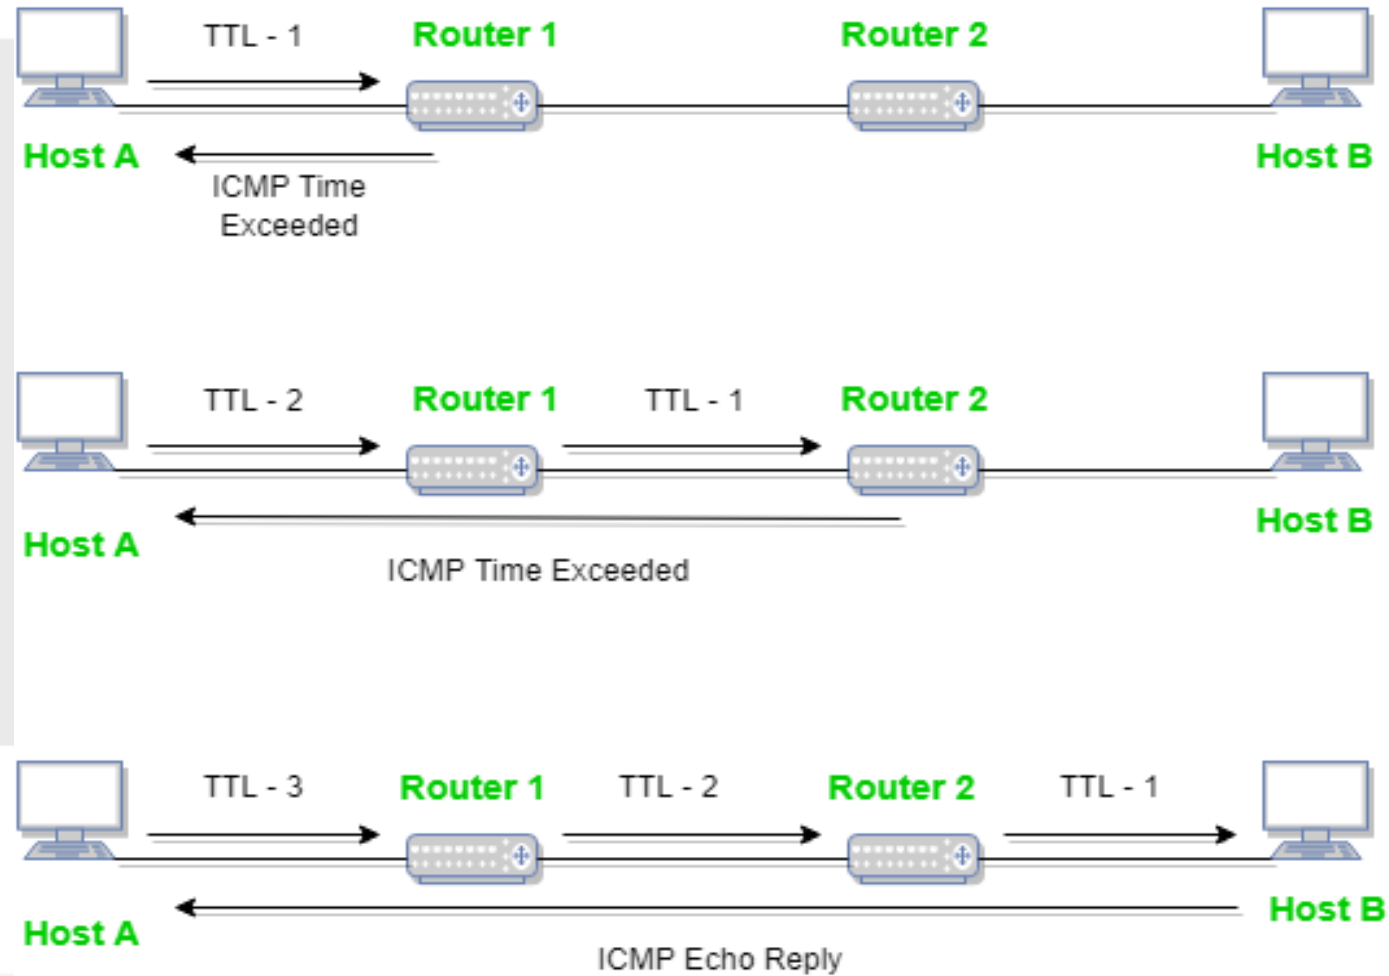 TTL - 1
Router 1
Router 2
Host A
Host B
ICMP Time
Exceeded
TTL - 2
Router 1
TTL - 1
Router 2
Host A
Host B
ICMP Time Exceeded
TTL - 3
Router 1
TTL - 2
Router 2
TTL - 1
Host A
Host B
ICMP Echo Reply